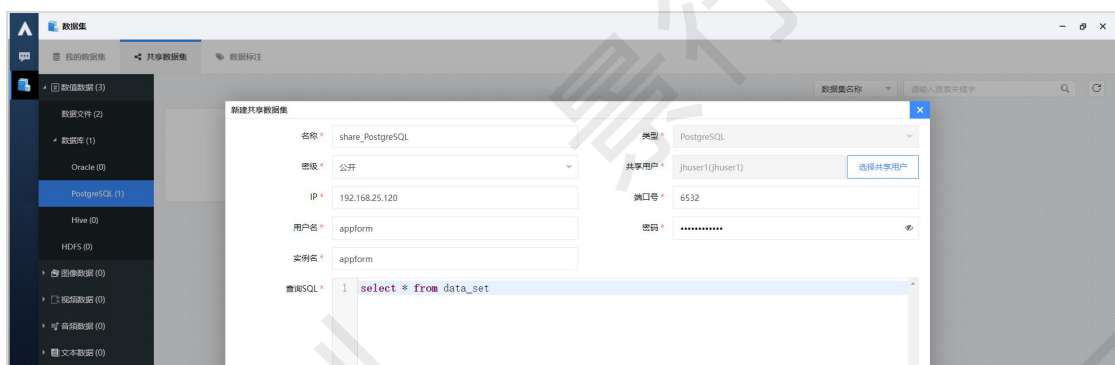 数据集
我的数据集 共享数据集 数据标注
数值数据 (3)
数据集名称 请输入搜索关键字
数据文件 (2)
新建共享数据集
数据库 (1)
名称 * share_PostgreSQL 类型 * PostgreSQL
Oracle (0)
密级 * 公开 共享用户 * jhuser1(jhuser1) 选择共享用户
PostgreSQL (1)
IP * 192.168.25.120 端口号 * 6532
Hive (0)
用户名 * appform 密码 * ••••••••••••
HDFS (0)
实例名 * appform
图像数据 (0)
查询SQL * 1 select * from data_set
视频数据 (0)
音频数据 (0)
文本数据 (0)
景行